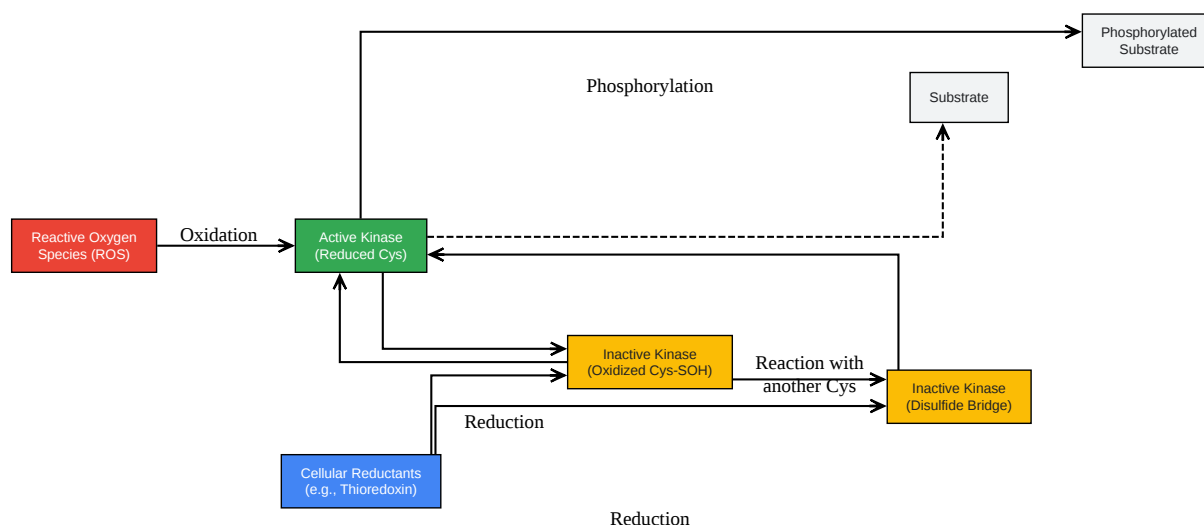 Phosphorylated
Substrate
Phosphorylation
Substrate
Reactive Oxygen
Species (ROS)
Oxidation
Active Kinase
(Reduced Cys)
Inactive Kinase
(Oxidized Cys-SOH)
Reaction with
another Cys
Inactive Kinase
(Disulfide Bridge)
Reduction
Cellular Reductants
(e.g., Thioredoxin)
Reduction